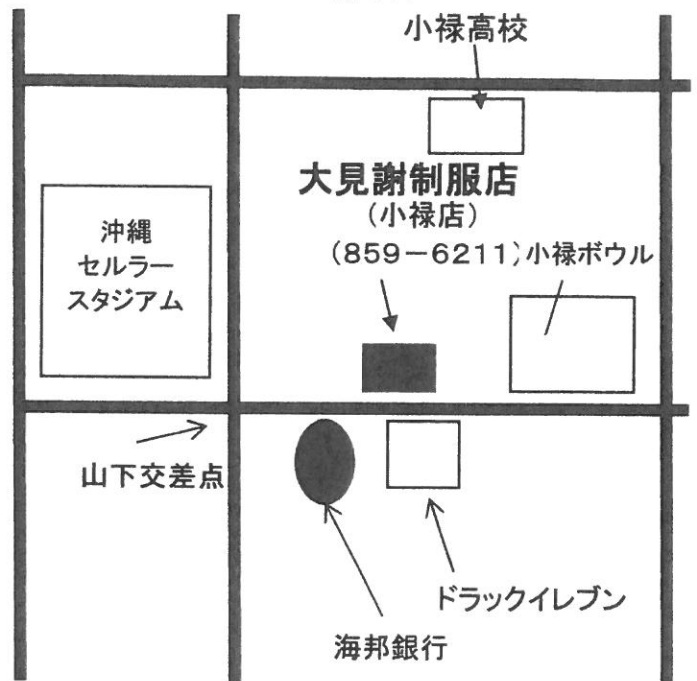 小禄高校
大見謝制服店
(小禄店)
(859－6211)
小禄ボウル
沖縄
セルラー
スタジアム
山下交差点
ドラックイレブン
海邦銀行